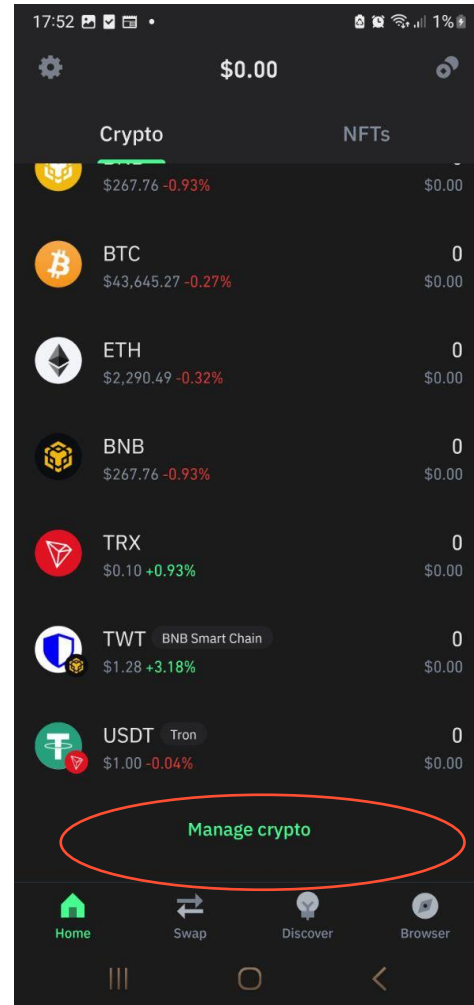 17:52 1%
$0.00
Crypto NFTs
$267.76 -0.93% $0.00
BTC 0
$43,645.27 -0.27% $0.00
ETH 0
$2,290.49 -0.32% $0.00
BNB 0
$267.76 -0.93% $0.00
TRX 0
$0.10 +0.93% $0.00
TWT BNB Smart Chain 0
$1.28 +3.18% $0.00
USDT Tron 0
$1.00 -0.04% $0.00
Manage crypto
Home Swap Discover Browser